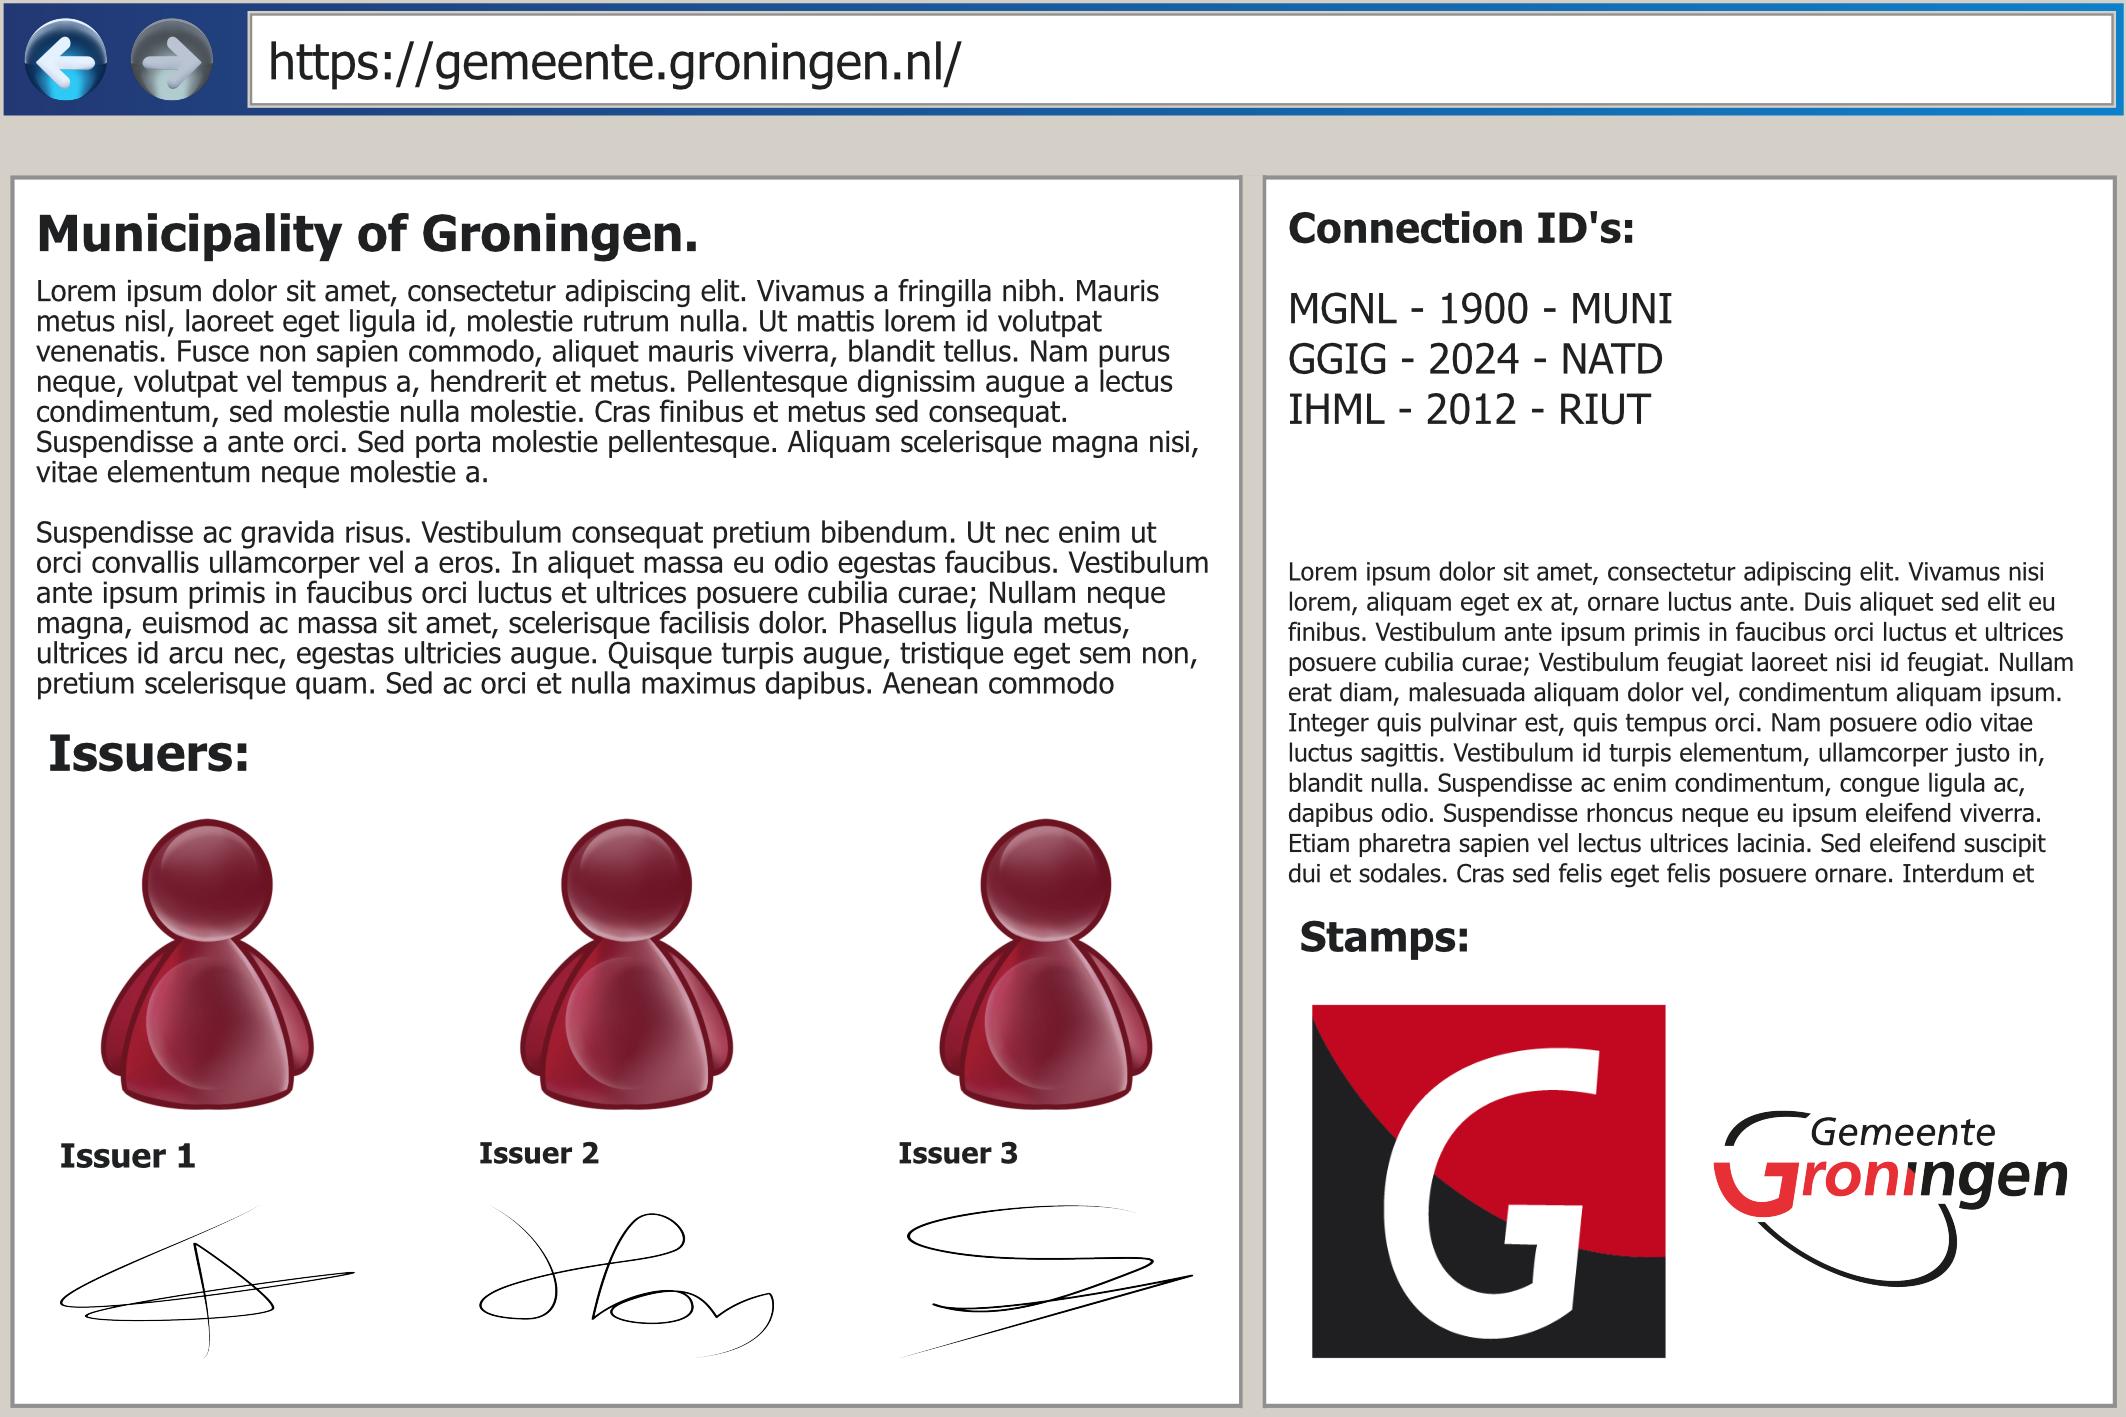 https://gemeente.groningen.nl/
Municipality of Groningen.
Lorem ipsum dolor sit amet, consectetur adipiscing elit. Vivamus a fringilla nibh. Mauris
metus nisl, laoreet eget ligula id, molestie rutrum nulla. Ut mattis lorem id volutpat
venenatis. Fusce non sapien commodo, aliquet mauris viverra, blandit tellus. Nam purus
neque, volutpat vel tempus a, hendrerit et metus. Pellentesque dignissim augue a lectus
condimentum, sed molestie nulla molestie. Cras finibus et metus sed consequat.
Suspendisse a ante orci. Sed porta molestie pellentesque. Aliquam scelerisque magna nisi,
vitae elementum neque molestie a.
Suspendisse ac gravida risus. Vestibulum consequat pretium bibendum. Ut nec enim ut
orci convallis ullamcorper vel a eros. In aliquet massa eu odio egestas faucibus. Vestibulum
ante ipsum primis in faucibus orci luctus et ultrices posuere cubilia curae; Nullam neque
magna, euismod ac massa sit amet, scelerisque facilisis dolor. Phasellus ligula metus,
ultrices id arcu nec, egestas ultricies augue. Quisque turpis augue, tristique eget sem non,
pretium scelerisque quam. Sed ac orci et nulla maximus dapibus. Aenean commodo
Issuers:
Issuer 1
Issuer 2
Issuer 3
Connection ID's:
MGNL - 1900 - MUNI
GGIG - 2024 - NATD
IHML - 2012 - RIUT
Lorem ipsum dolor sit amet, consectetur adipiscing elit. Vivamus nisi
lorem, aliquam eget ex at, ornare luctus ante. Duis aliquet sed elit eu
finibus. Vestibulum ante ipsum primis in faucibus orci luctus et ultrices
posuere cubilia curae; Vestibulum feugiat laoreet nisi id feugiat. Nullam
erat diam, malesuada aliquam dolor vel, condimentum aliquam ipsum.
Integer quis pulvinar est, quis tempus orci. Nam posuere odio vitae
luctus sagittis. Vestibulum id turpis elementum, ullamcorper justo in,
blandit nulla. Suspendisse ac enim condimentum, congue ligula ac,
dapibus odio. Suspendisse rhoncus neque eu ipsum eleifend viverra.
Etiam pharetra sapien vel lectus ultrices lacinia. Sed eleifend suscipit
dui et sodales. Cras sed felis eget felis posuere ornare. Interdum et
Stamps:
G
Gemeente
Groningen